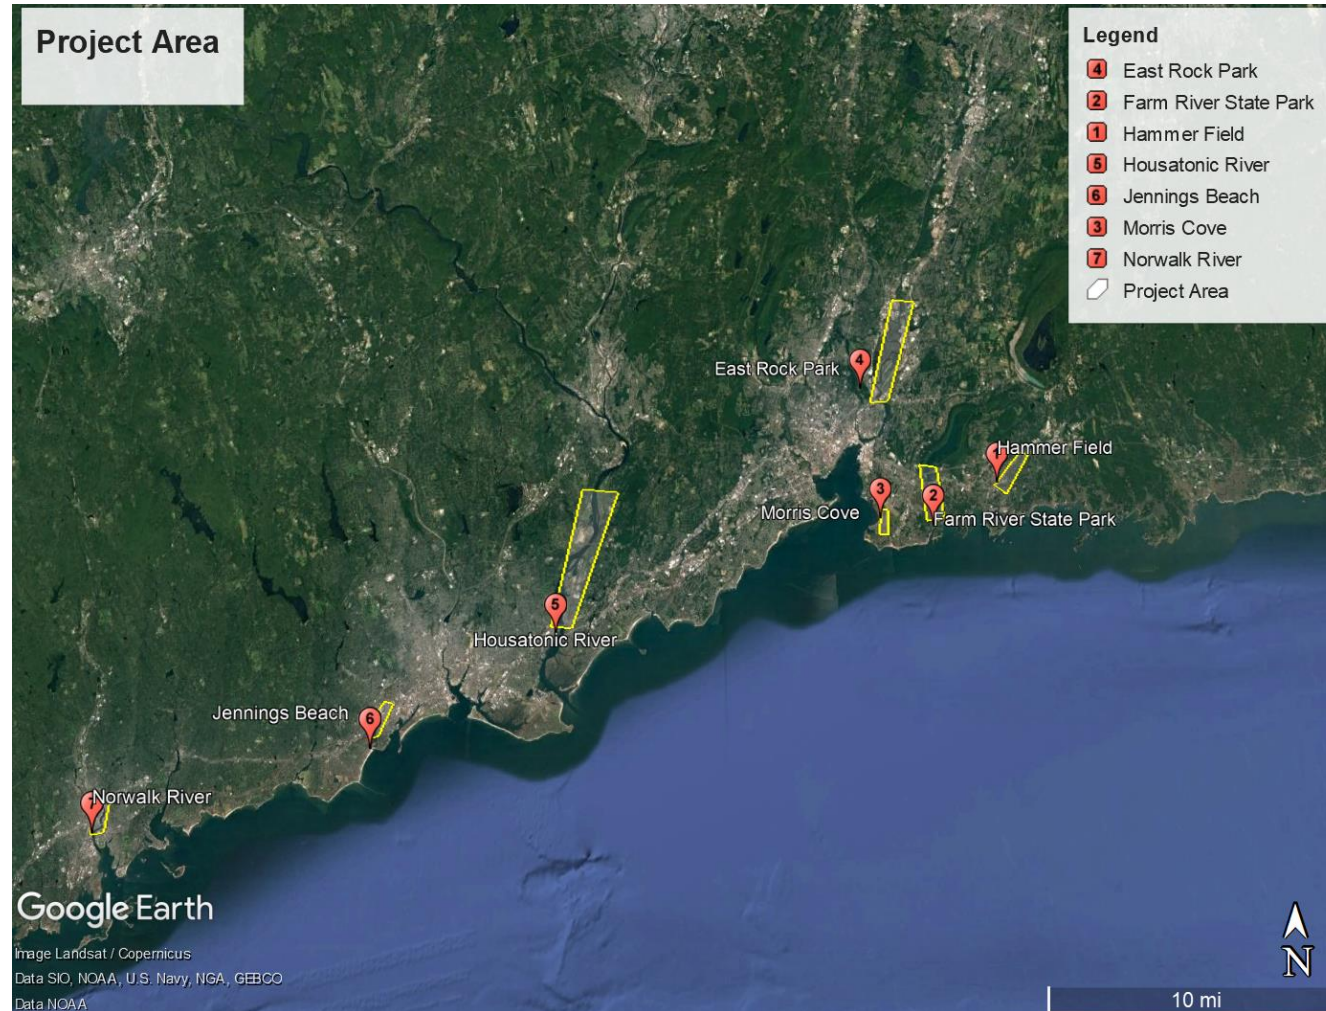 Project Area
Legend
4 East Rock Park
2 Farm River State Park
1 Hammer Field
5 Housatonic River
6 Jennings Beach
3 Morris Cove
7 Norwalk River
Project Area
4
East Rock Park
1
Hammer Field
3
Morris Cove
2
Farm River State Park
5
Housatonic River
6
Jennings Beach
7
Norwalk River
Google Earth
Image Landsat / Copernicus
Data SIO, NOAA, U.S. Navy, NGA, GEBCO
Data NOAA
N
10 mi